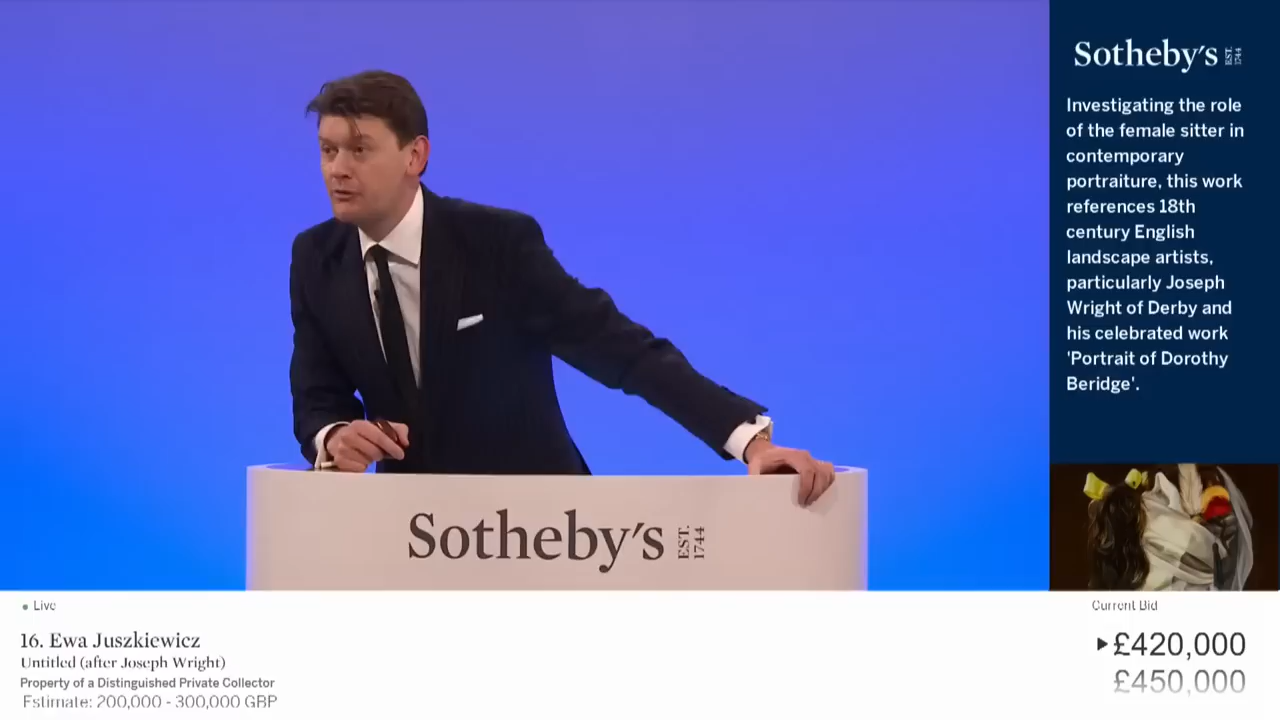 Sotheby's EST. 1744
Investigating the role
of the female sitter in
contemporary
portraiture, this work
references 18th
century English
landscape artists,
particularly Joseph
Wright of Derby and
his celebrated work
'Portrait of Dorothy
Beridge'.
Sotheby's EST. 1744
Live
16. Ewa Juszkiewicz
Untitled (after Joseph Wright)
Property of a Distinguished Private Collector
Estimate: 200,000 - 300,000 GBP
Current Bid
£420,000
£450,000